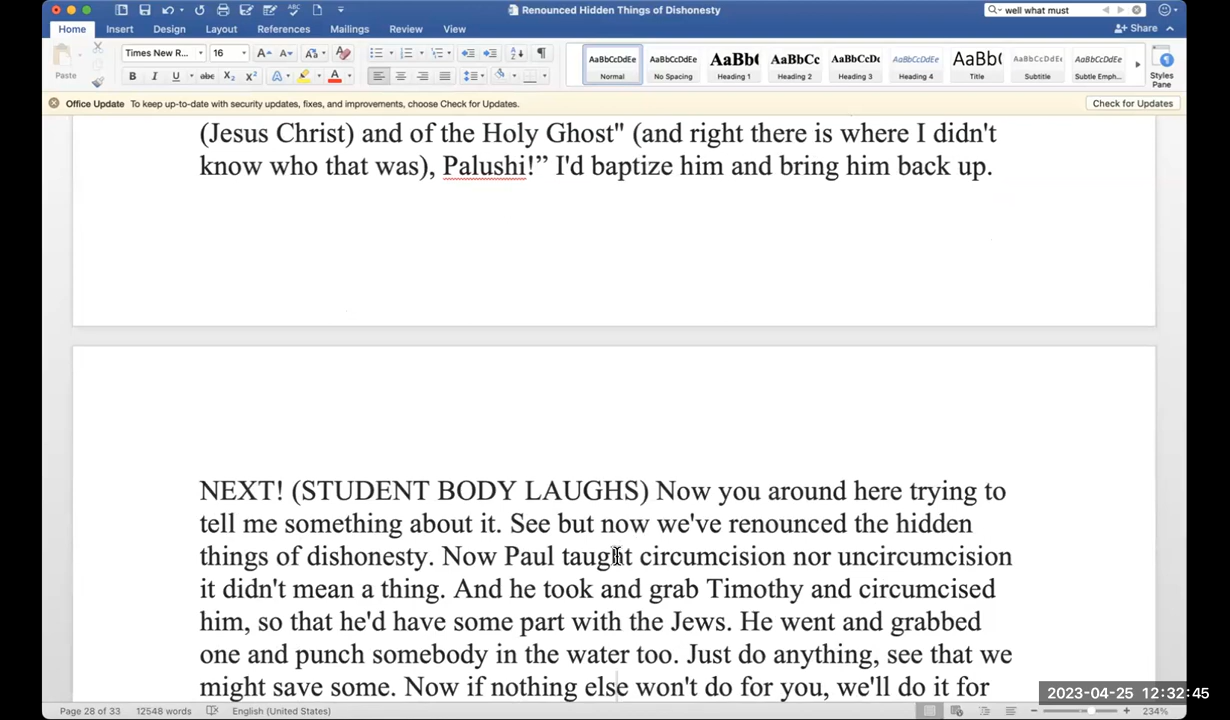 Renounced Hidden Things of Dishonesty
well what must
Home Insert Design Layout References Mailings Review View
Share
Times New R... 16
Paste
AaBbCcDdEe AaBbCcDdEe AaBbCcDdEe AaBbCcDdEe
Normal No Spacing Heading 1 Heading 2 Heading 3 Heading 4 Title Subtitle Subtle Emph... Styles
Pane
Office Update To keep up-to-date with security updates, fixes, and improvements, choose Check for Updates.
Check for Updates
(Jesus Christ) and of the Holy Ghost" (and right there is where I didn't
know who that was), Palushi!” I'd baptize him and bring him back up.
NEXT! (STUDENT BODY LAUGHS) Now you around here trying to
tell me something about it. See but now we've renounced the hidden
things of dishonesty. Now Paul taught circumcision nor uncircumcision
it didn't mean a thing. And he took and grab Timothy and circumcised
him, so that he'd have some part with the Jews. He went and grabbed
one and punch somebody in the water too. Just do anything, see that we
might save some. Now if nothing else won't do for you, we'll do it for
2023-04-25 12:32:45
Page 28 of 33 12548 words English (United States) 234%